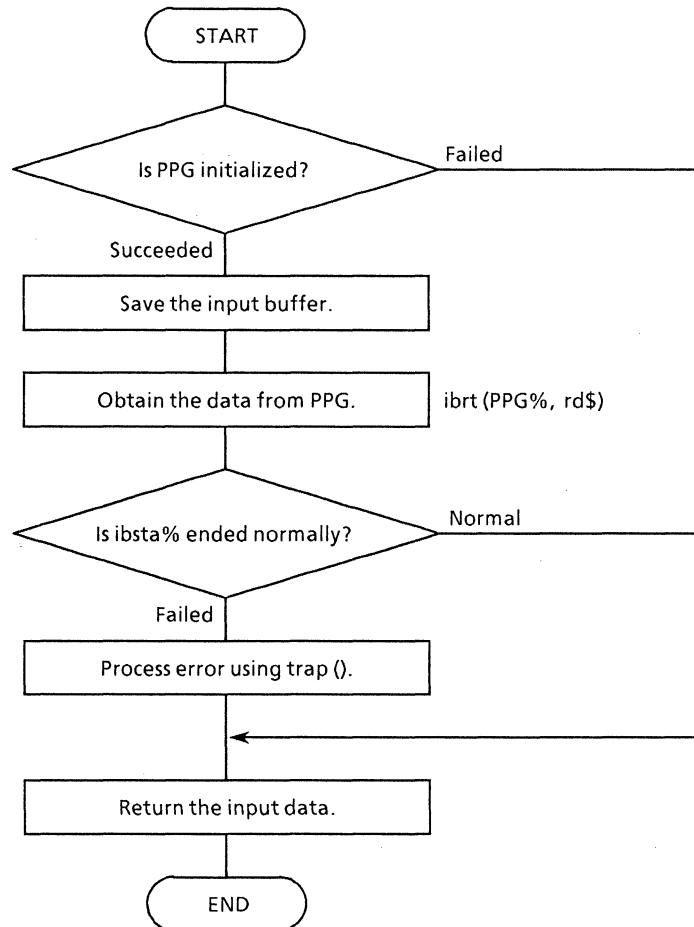 START
Is PPG initialized?
Failed
Succeeded
Save the input buffer.
Obtain the data from PPG.
ibrt (PPG%, rd$)
Is ibsta% ended normally?
Normal
Failed
Process error using trap ().
Return the input data.
END